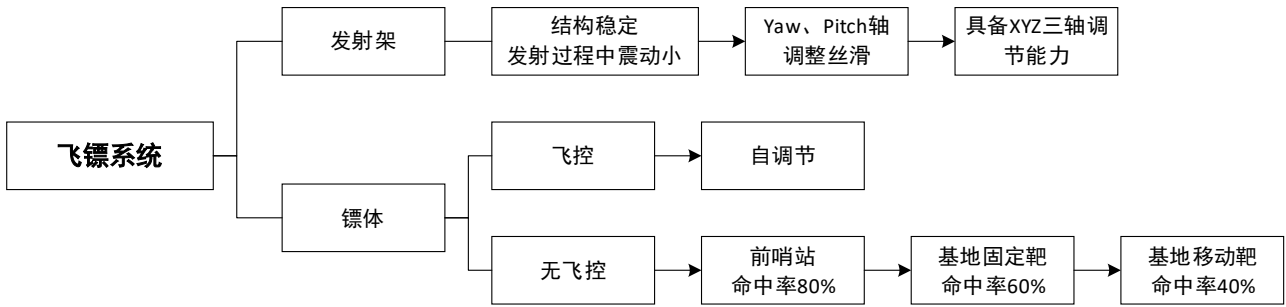 发射架
结构稳定
发射过程中震动小
Yaw、Pitch轴
调整丝滑
具备XYZ三轴调
节能力
飞镖系统
飞控
自调节
镖体
无飞控
前哨站
命中率80%
基地固定靶
命中率60%
基地移动靶
命中率40%